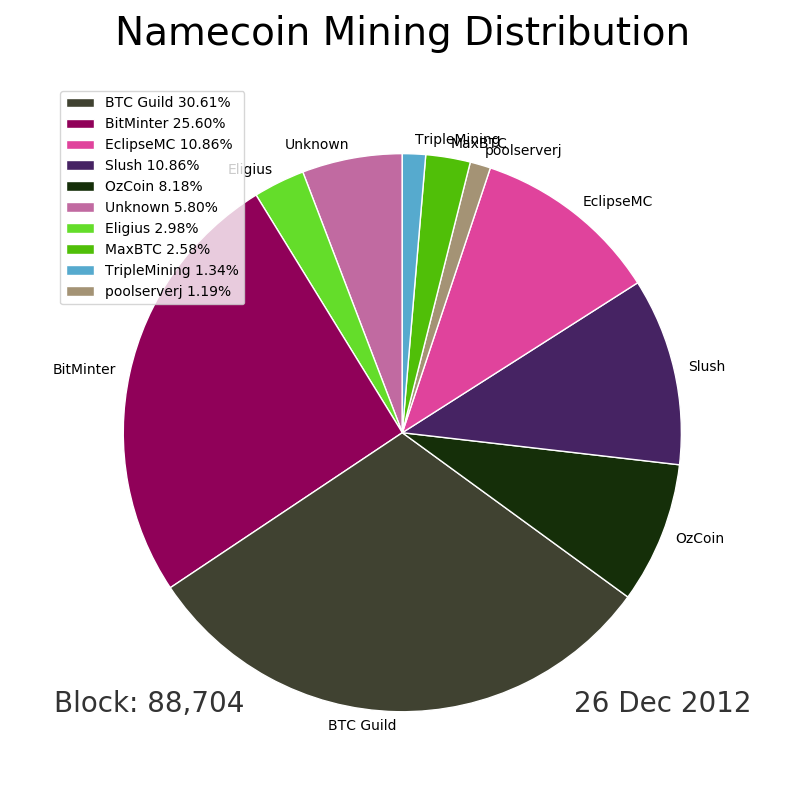 Namecoin Mining Distribution
BTC Guild 30.61%
BitMinter 25.60%
EclipseMC 10.86%
Slush 10.86%
OzCoin 8.18%
Unknown 5.80%
Eligius 2.98%
MaxBTC 2.58%
TripleMining 1.34%
poolserverj 1.19%
TripleMining
MaxBTC
poolserverj
Unknown
Eligius
EclipseMC
BitMinter
Slush
OzCoin
BTC Guild
Block: 88,704
26 Dec 2012